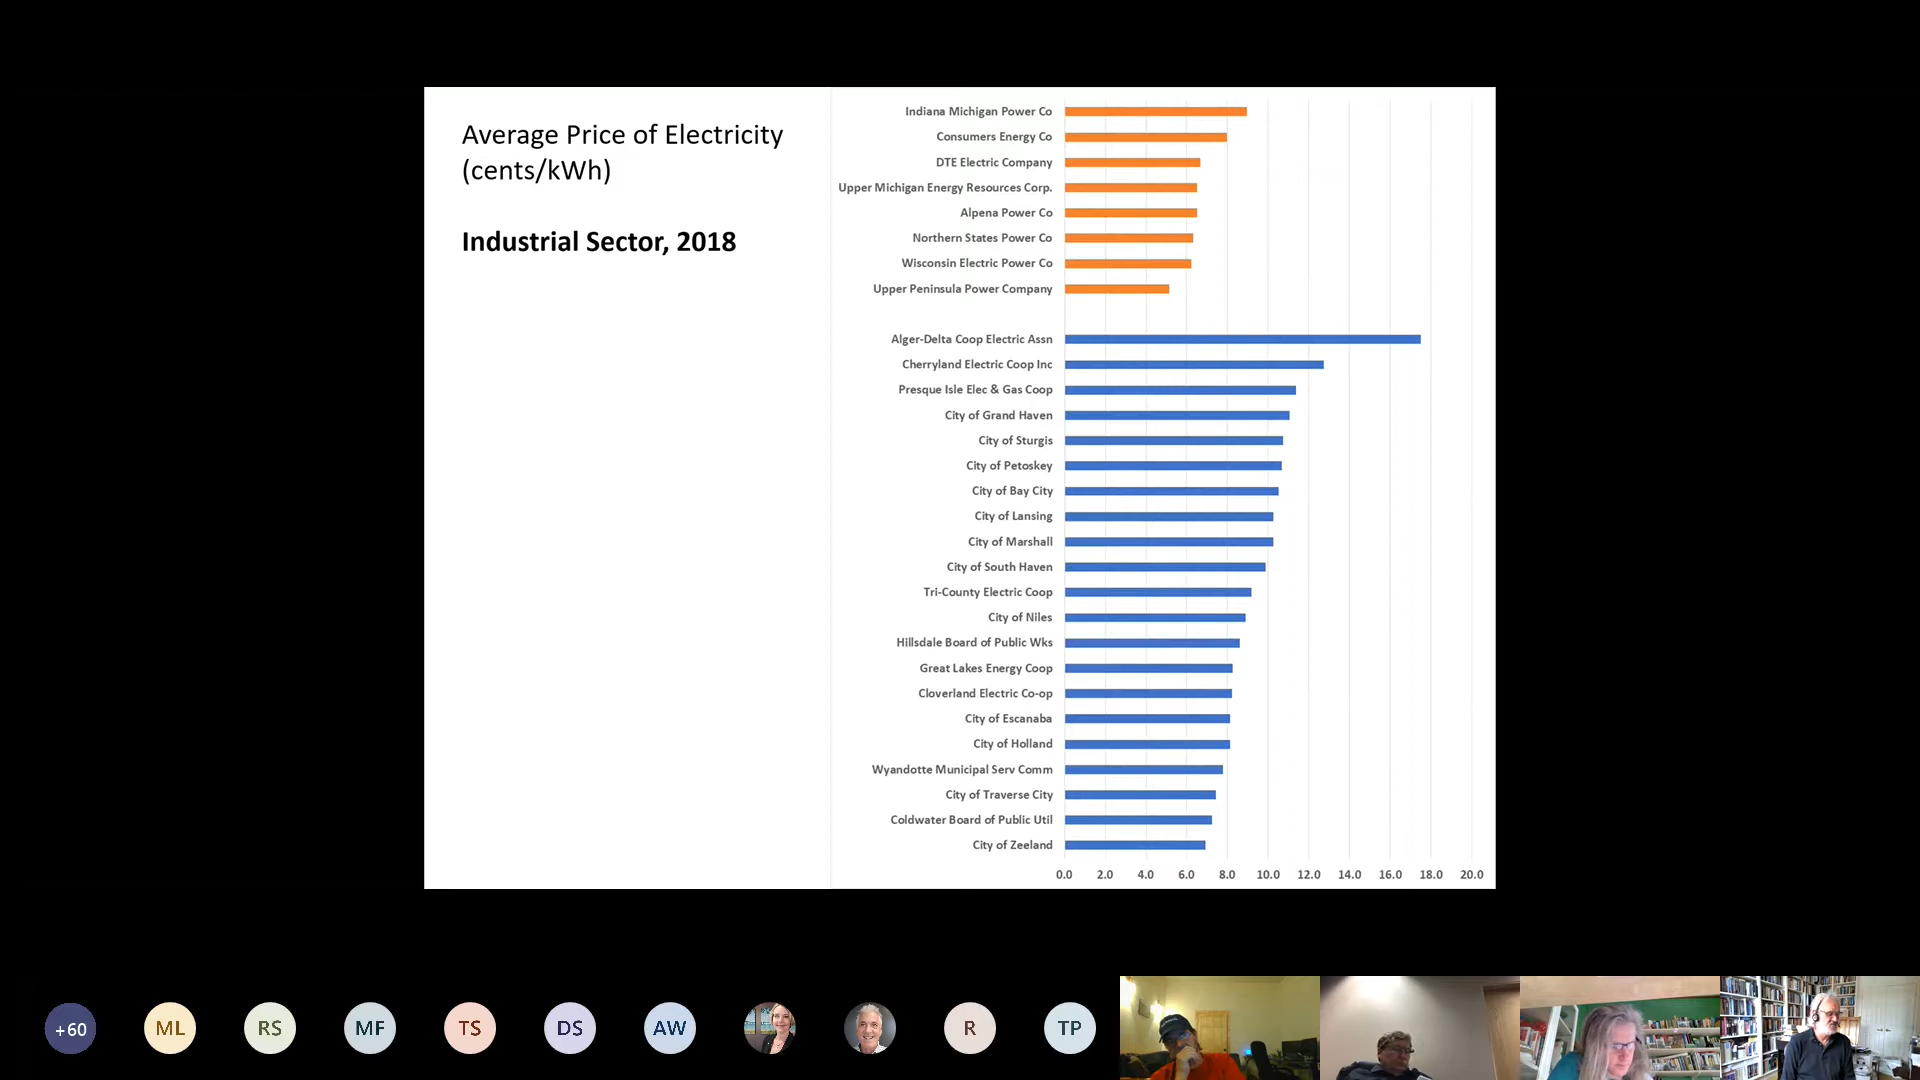 Average Price of Electricity
(cents/kWh)
Industrial Sector, 2018
Indiana Michigan Power Co
Consumers Energy Co
DTE Electric Company
Upper Michigan Energy Resources Corp.
Alpena Power Co
Northern States Power Co
Wisconsin Electric Power Co
Upper Peninsula Power Company
Alger-Delta Coop Electric Assn
Cherryland Electric Coop Inc
Presque Isle Elec & Gas Coop
City of Grand Haven
City of Sturgis
City of Petoskey
City of Bay City
City of Lansing
City of Marshall
City of South Haven
Tri-County Electric Coop
City of Niles
Hillsdale Board of Public Wks
Great Lakes Energy Coop
Cloverland Electric Co-op
City of Escanaba
City of Holland
Wyandotte Municipal Serv Comm
City of Traverse City
Coldwater Board of Public Util
City of Zeeland
0.0 2.0 4.0 6.0 8.0 10.0 12.0 14.0 16.0 18.0 20.0
+60 ML RS MF TS DS AW R TP